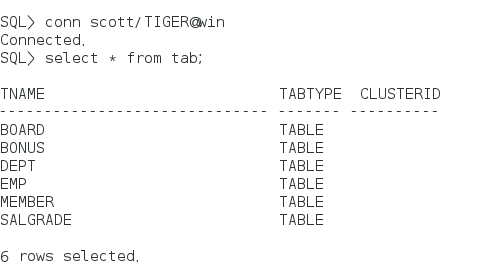 SQL> conn scott/TIGER@win
Connected.
SQL> select * from tab;
TNAME TABTYPE CLUSTERID
------------------------------ ------- ----------
BOARD TABLE
BONUS TABLE
DEPT TABLE
EMP TABLE
MEMBER TABLE
SALGRADE TABLE
6 rows selected.